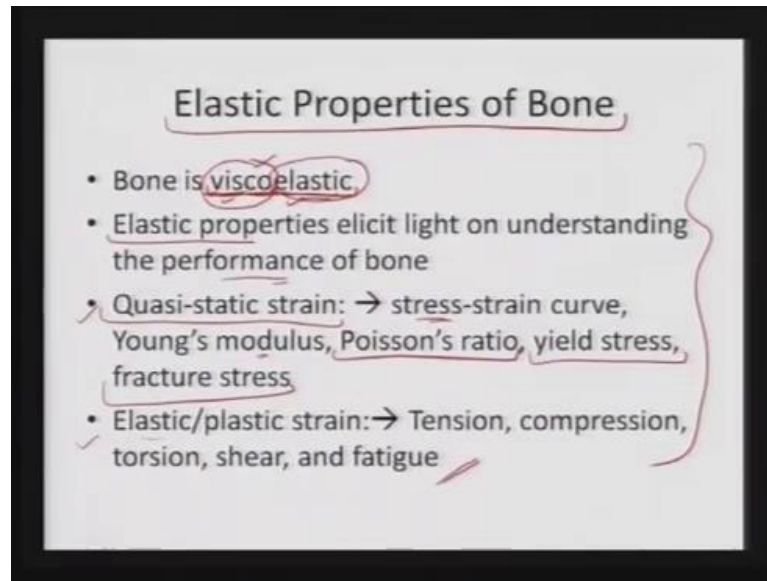 Elastic Properties of Bone
• Bone is viscoelastic
• Elastic properties elicit light on understanding
the performance of bone
• Quasi-static strain: → stress-strain curve,
Young's modulus, Poisson's ratio, yield stress,
fracture stress
• Elastic/plastic strain:→ Tension, compression,
torsion, shear, and fatigue